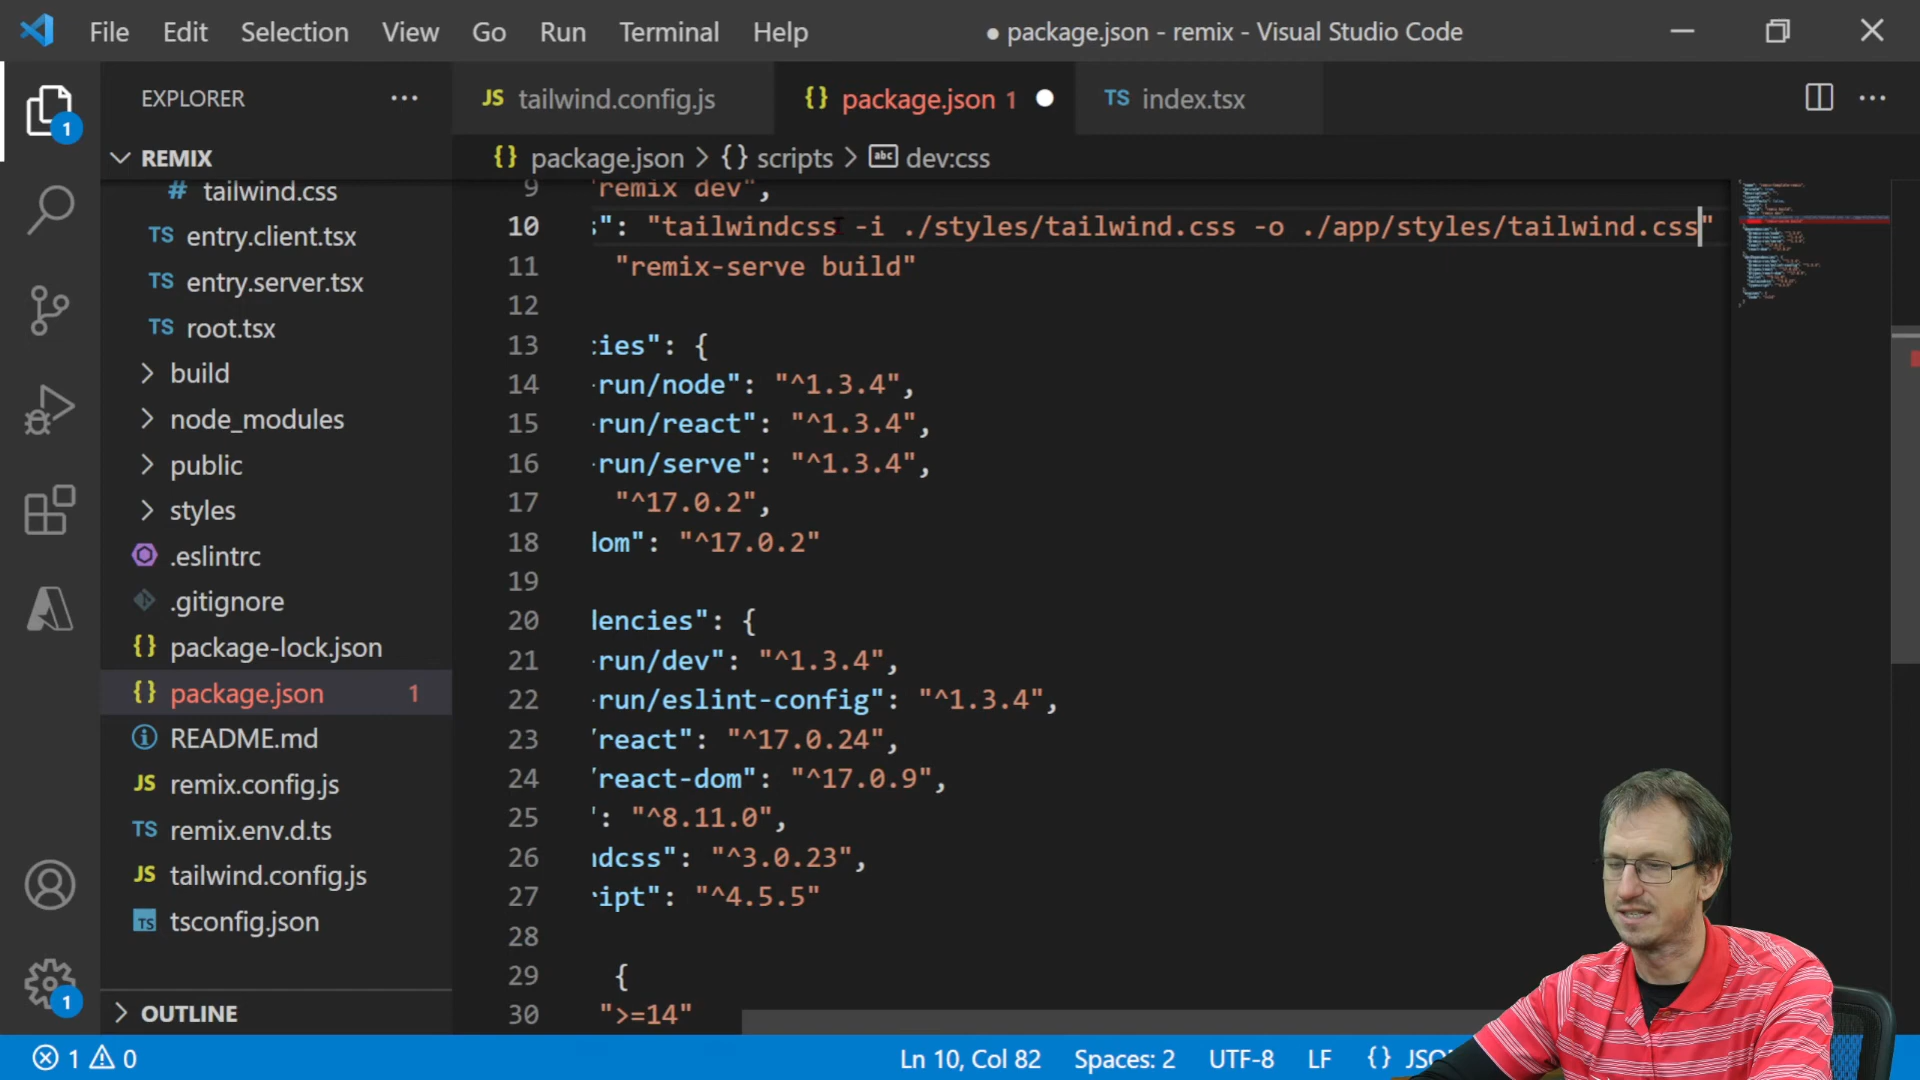 File Edit Selection View Go Run Terminal Help ● package.json - remix - Visual Studio Code
EXPLORER
tailwind.config.js package.json 1 index.tsx
REMIX
package.json > {} scripts > dev:css
# tailwind.css
TS entry.client.tsx
TS entry.server.tsx
TS root.tsx
build
node_modules
public
styles
.eslintrc
.gitignore
{} package-lock.json
{} package.json 1
README.md
JS remix.config.js
TS remix.env.d.ts
JS tailwind.config.js
TS tsconfig.json
OUTLINE
9 "remix dev",
10 s": "tailwindcss -i ./styles/tailwind.css -o ./app/styles/tailwind.css"
11 "remix-serve build"
12
13 cies": {
14 -run/node": "^1.3.4",
15 -run/react": "^1.3.4",
16 -run/serve": "^1.3.4",
17 "^17.0.2",
18 dom": "^17.0.2"
19
20 dencies": {
21 -run/dev": "^1.3.4",
22 -run/eslint-config": "^1.3.4",
23 /react": "^17.0.24",
24 /react-dom": "^17.0.9",
25 ": "^8.11.0",
26 ndcss": "^3.0.23",
27 ript": "^4.5.5"
28
29 {
30 ">=14"
1 0 Ln 10, Col 82 Spaces: 2 UTF-8 LF {}